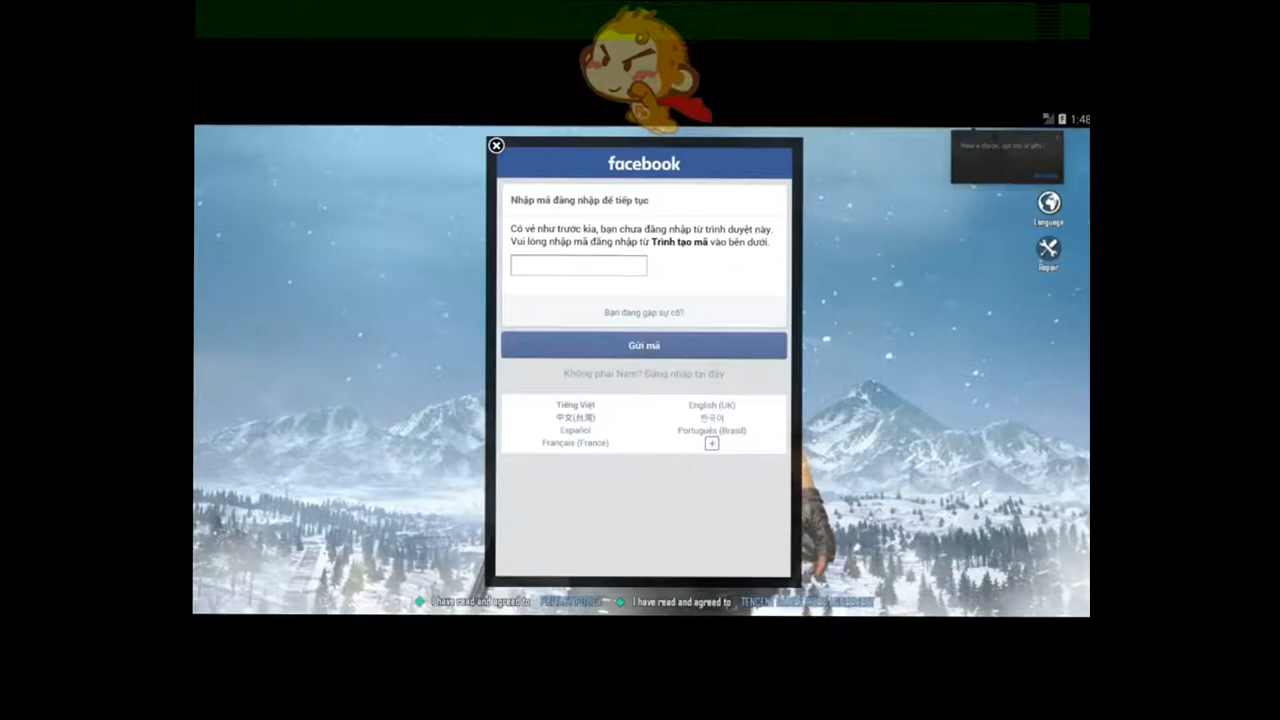 1:48
facebook
Nhập mã đăng nhập để tiếp tục
Có vẻ như trước kia, bạn chưa đăng nhập từ trình duyệt này.
Vui lòng nhập mã đăng nhập từ Trình tạo mã vào bên dưới.
Bạn đang gặp sự cố?
Gửi mã
Không phải Nam? Đăng nhập tại đây
Tiếng Việt
English (UK)
中文(台灣)
한국어
Español
Português (Brasil)
Français (France)
Language
Repair
I have read and agreed to PRIVACY POLICY
I have read and agreed to TENCENT